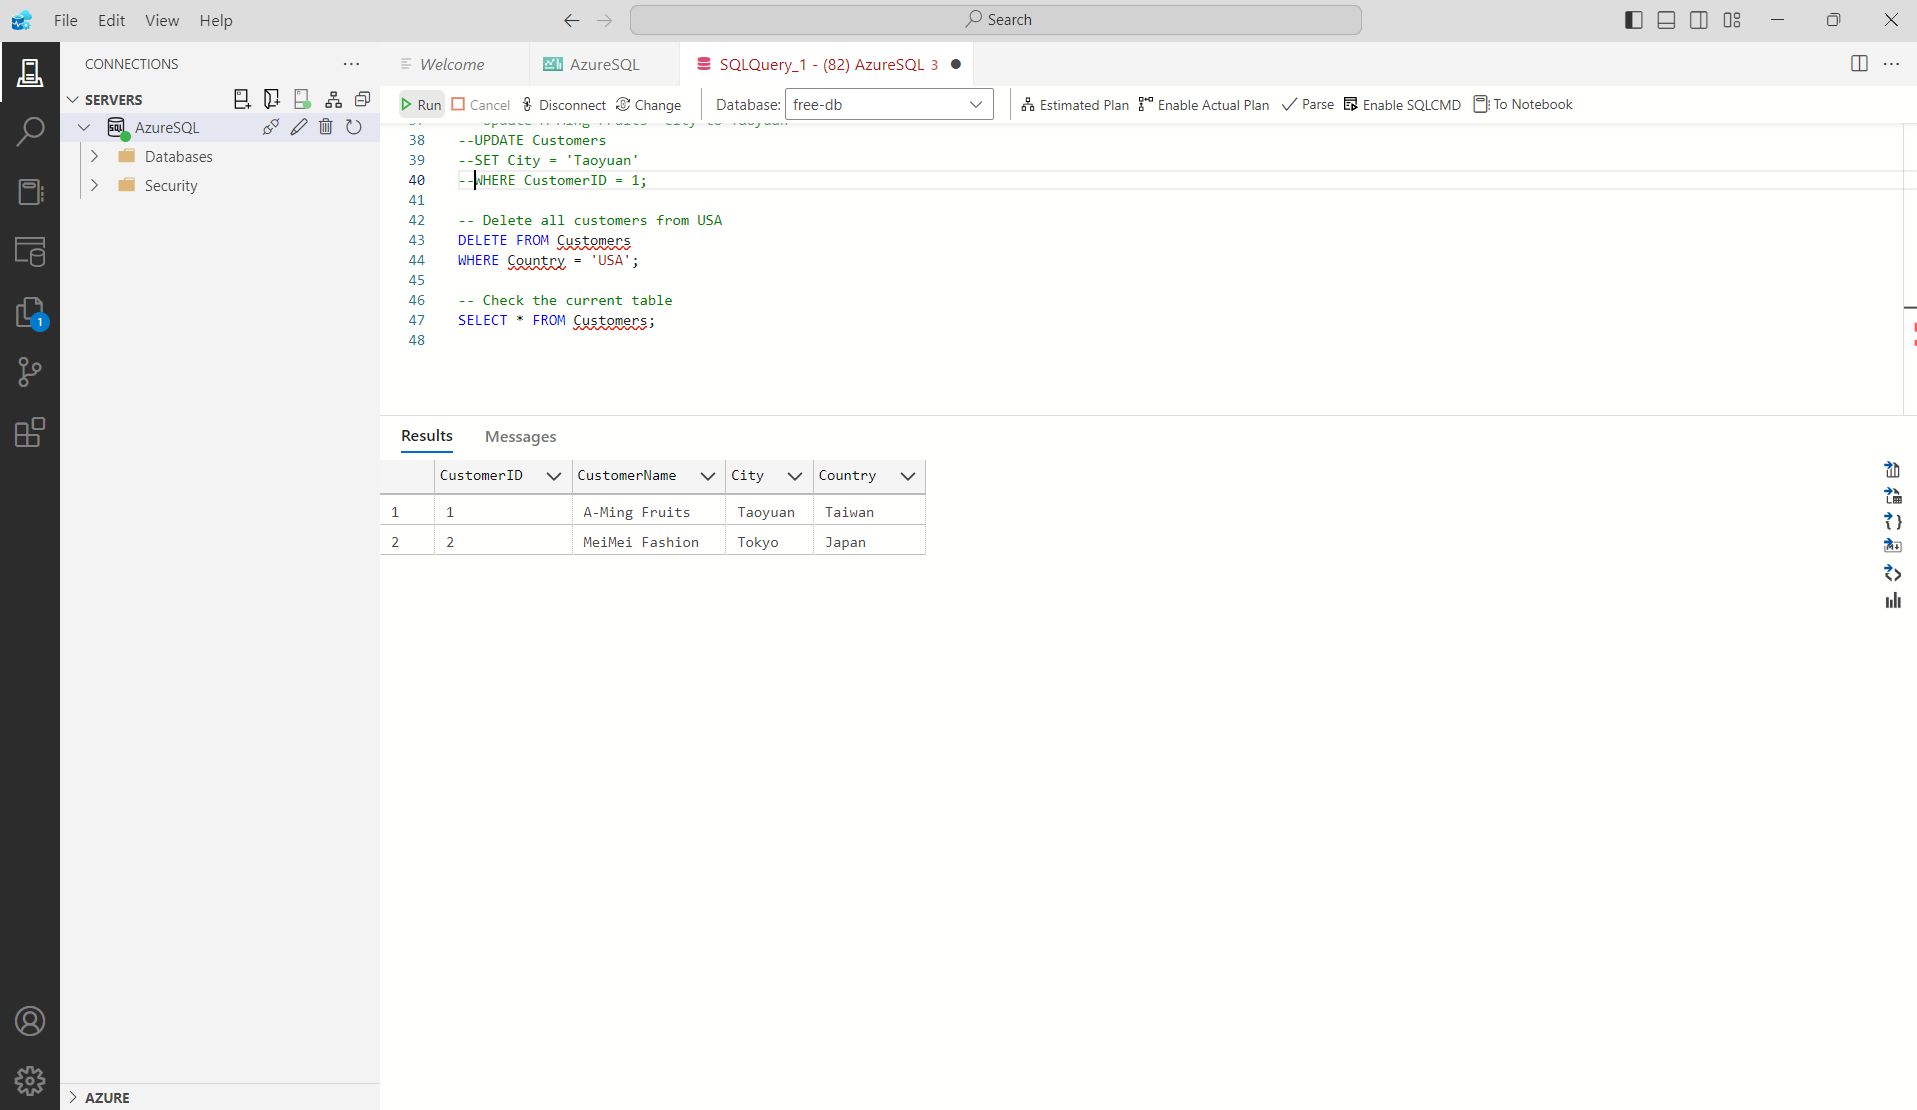 File Edit View Help
Search
CONNECTIONS
Welcome
AzureSQL
SQLQuery_1 - (82) AzureSQL 3
SERVERS
Run Cancel Disconnect Change Database: free-db Estimated Plan Enable Actual Plan Parse Enable SQLCMD To Notebook
AzureSQL
Databases
Security
38 --UPDATE Customers
39 --SET City = 'Taoyuan'
40 --WHERE CustomerID = 1;
41
42 -- Delete all customers from USA
43 DELETE FROM Customers
44 WHERE Country = 'USA';
45
46 -- Check the current table
47 SELECT * FROM Customers;
48
1
Results Messages
CustomerID CustomerName City Country
1 1 A-Ming Fruits Taoyuan Taiwan
2 2 MeiMei Fashion Tokyo Japan
AZURE